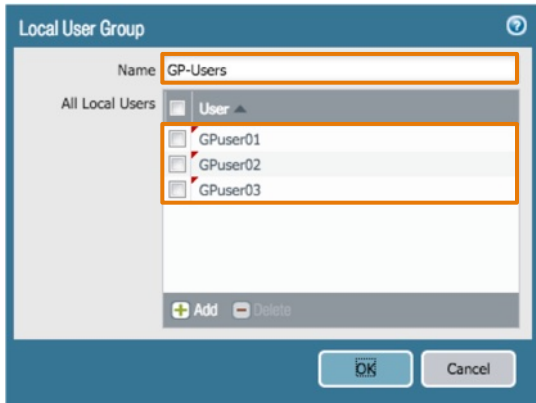 Local User Group
Name GP-Users
All Local Users User
GPuser01
GPuser02
GPuser03
Add Delete
OK Cancel